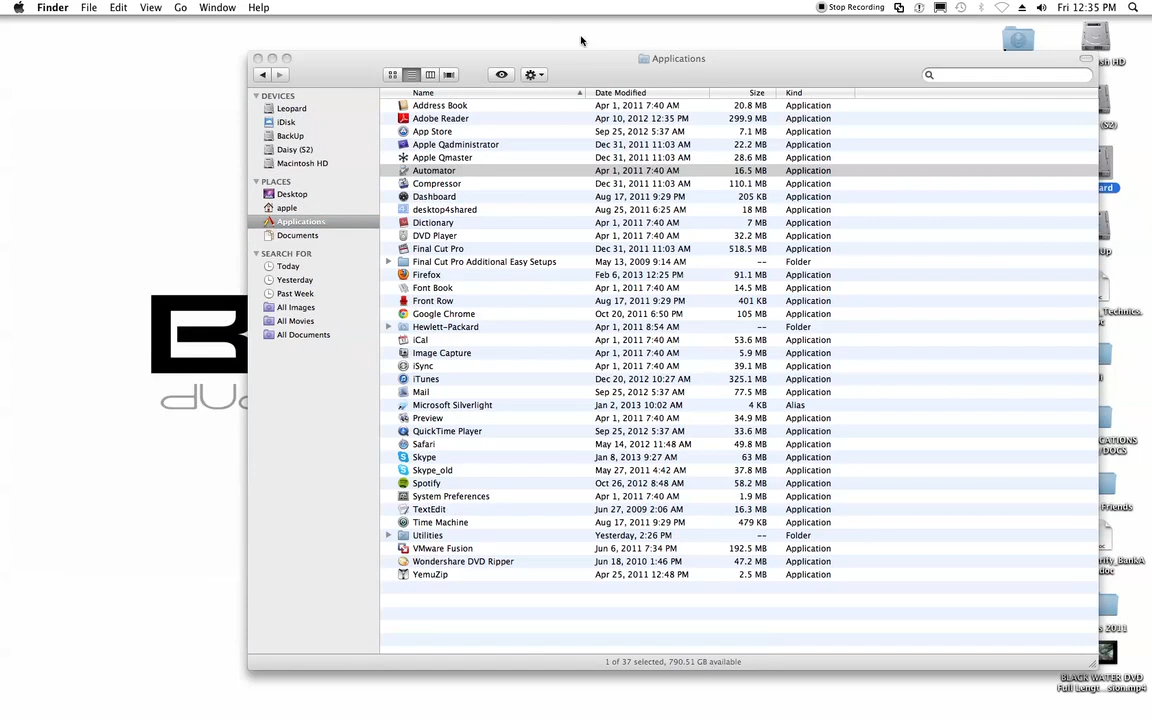 Finder File Edit View Go Window Help Stop Recording Fri 12:35 PM
Applications
Name Date Modified Size Kind
DEVICES
Leopard
iDisk
BackUp
Daisy (S2)
Macintosh HD
PLACES
Desktop
apple
Applications
Documents
SEARCH FOR
Today
Yesterday
Past Week
All Images
All Movies
All Documents
Address Book Apr 1, 2011 7:40 AM 20.8 MB Application
Adobe Reader Apr 10, 2012 12:35 PM 299.9 MB Application
App Store Sep 25, 2012 5:37 AM 7.1 MB Application
Apple Qadministrator Dec 31, 2011 11:03 AM 22.2 MB Application
Apple Qmaster Dec 31, 2011 11:03 AM 28.6 MB Application
Automator Apr 1, 2011 7:40 AM 16.5 MB Application
Compressor Dec 31, 2011 11:03 AM 110.1 MB Application
Dashboard Aug 17, 2011 9:29 PM 205 KB Application
desktop4shared Aug 25, 2011 6:25 AM 18 MB Application
Dictionary Apr 1, 2011 7:40 AM 7 MB Application
DVD Player Apr 1, 2011 7:40 AM 32.2 MB Application
Final Cut Pro Dec 31, 2011 11:03 AM 518.5 MB Application
Final Cut Pro Additional Easy Setups May 13, 2009 9:14 AM -- Folder
Firefox Feb 6, 2013 12:25 PM 91.1 MB Application
Font Book Apr 1, 2011 7:40 AM 14.5 MB Application
Front Row Aug 17, 2011 9:29 PM 401 KB Application
Google Chrome Oct 20, 2011 6:50 PM 105 MB Application
Hewlett-Packard Apr 1, 2011 8:54 AM -- Folder
iCal Apr 1, 2011 7:40 AM 53.6 MB Application
Image Capture Apr 1, 2011 7:40 AM 5.9 MB Application
iSync Apr 1, 2011 7:40 AM 39.1 MB Application
iTunes Dec 20, 2012 10:27 AM 325.1 MB Application
Mail Sep 25, 2012 5:37 AM 77.5 MB Application
Microsoft Silverlight Jan 2, 2013 10:02 AM 4 KB Alias
Preview Apr 1, 2011 7:40 AM 34.9 MB Application
QuickTime Player Sep 25, 2012 5:37 AM 33.6 MB Application
Safari May 14, 2012 11:48 AM 49.8 MB Application
Skype Jan 8, 2013 9:27 AM 63 MB Application
Skype_old May 27, 2011 4:42 AM 37.8 MB Application
Spotify Oct 26, 2012 8:48 AM 58.2 MB Application
System Preferences Apr 1, 2011 7:40 AM 1.9 MB Application
TextEdit Jun 27, 2009 2:06 AM 16.3 MB Application
Time Machine Aug 17, 2011 9:29 PM 479 KB Application
Utilities Yesterday, 2:26 PM -- Folder
VMware Fusion Jun 6, 2011 7:34 PM 192.5 MB Application
Wondershare DVD Ripper Jun 18, 2010 1:46 PM 47.2 MB Application
YemuZip Apr 25, 2011 12:48 PM 2.5 MB Application
1 of 37 selected, 790.51 GB available
HD
(S2)
ard
up
_Technics.
CATIONS
/DOCS
Friends
rify_BankA
doc
2011
BLACK WATER DVD
Full Lengt...sion.mp4